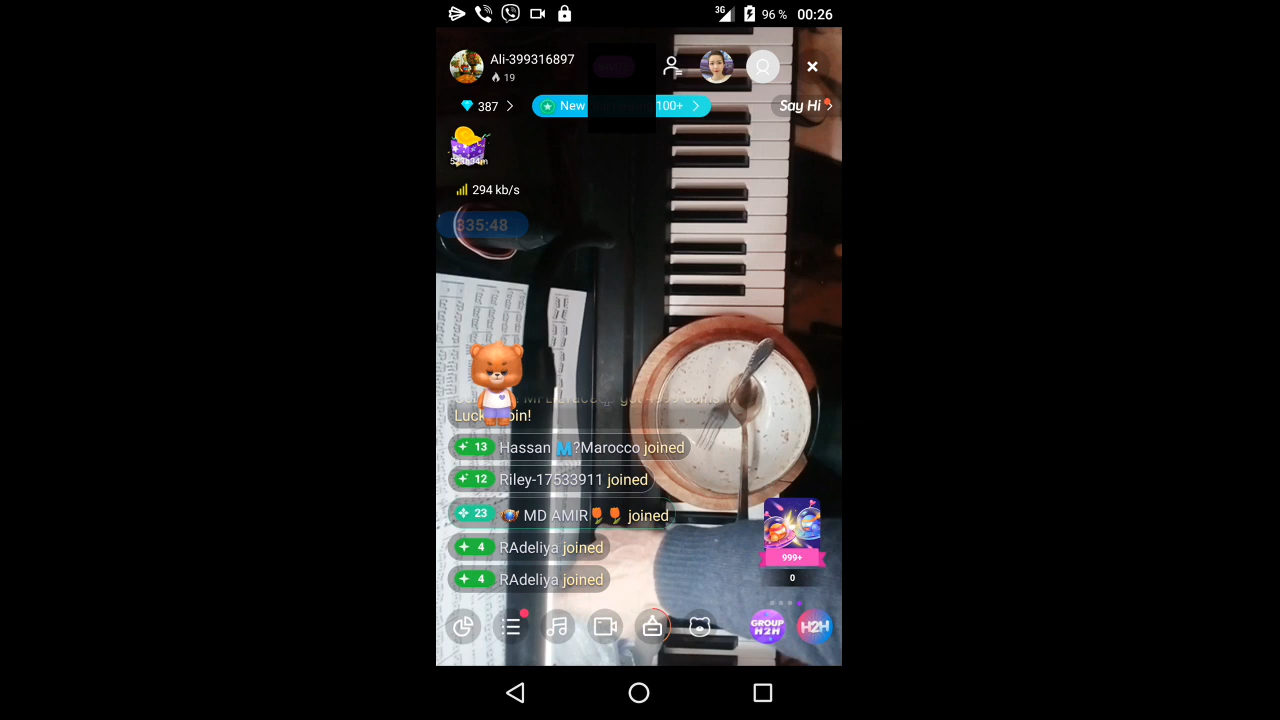 3G 96 % 00:26
Ali-399316897
19
387
New 100+
Say Hi
294 kb/s
335:48
Hassan M?Marocco joined
13
Riley-17533911 joined
12
MD AMIR joined
23
RAdeliya joined
4
RAdeliya joined
4
999+
0
GROUP H2H
H2H